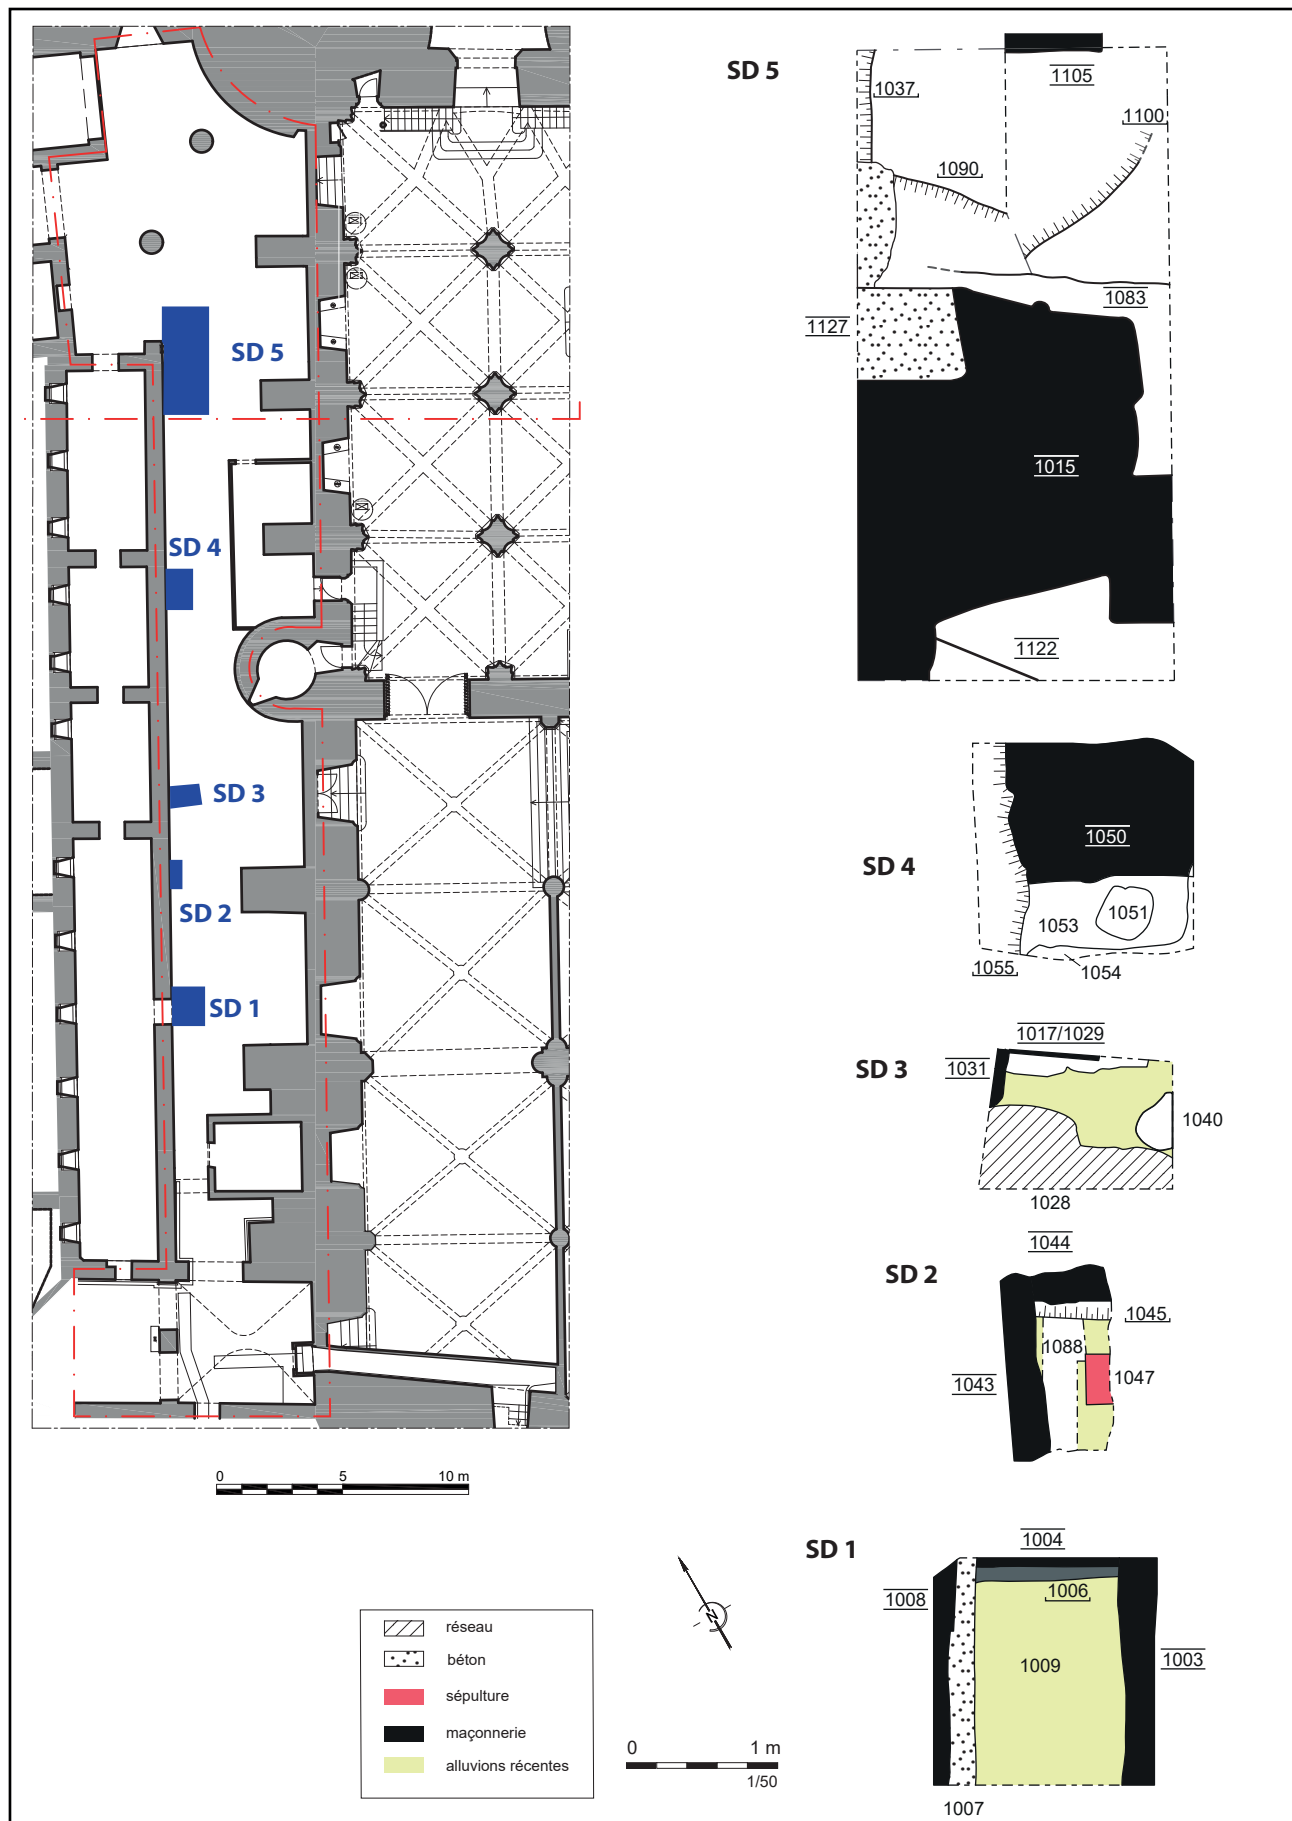 SD 5
1105
1037
1100
1090
1083
1127
1015
1122
SD 5
SD 4
SD 3
SD 2
SD 1
SD 4
1050
1051
1053
1055
1054
SD 3
1017/1029
1031
1040
1028
SD 2
1044
1045
1088
1047
1043
SD 1
1004
1008
1006
1009
1003
1007
0 5 10 m
N
réseau
béton
sépulture
maçonnerie
alluvions récentes
0 1 m
1/50